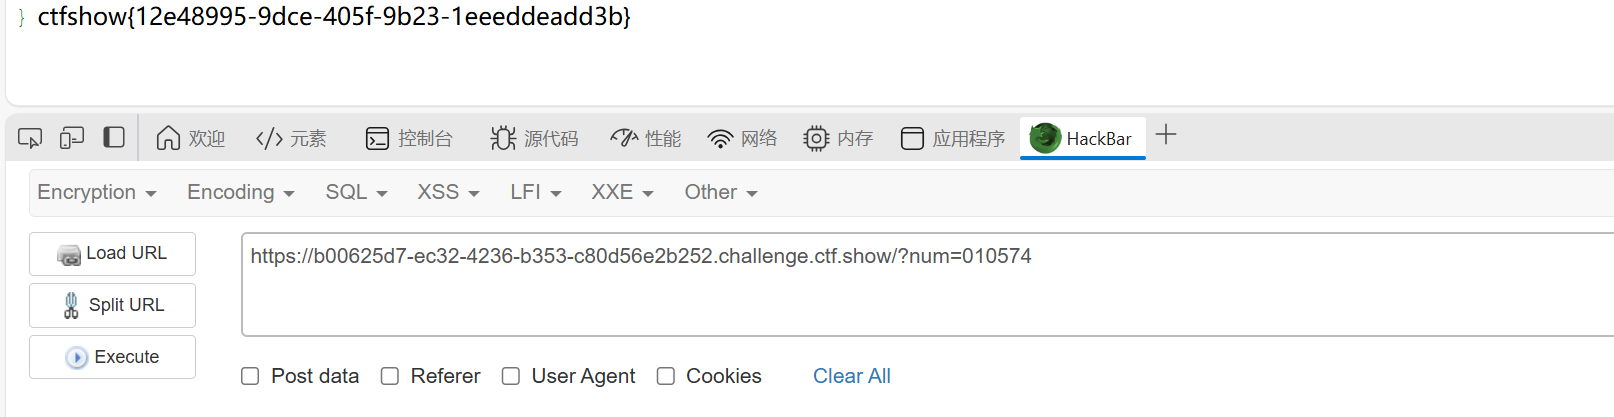 } ctfshow{12e48995-9dce-405f-9b23-1eeeddeadd3b}
欢迎 元素 控制台 源代码 性能 网络 内存 应用程序 HackBar
Encryption Encoding SQL XSS LFI XXE Other
Load URL
https://b00625d7-ec32-4236-b353-c80d56e2b252.challenge.ctf.show/?num=010574
Split URL
Execute
Post data Referer User Agent Cookies Clear All